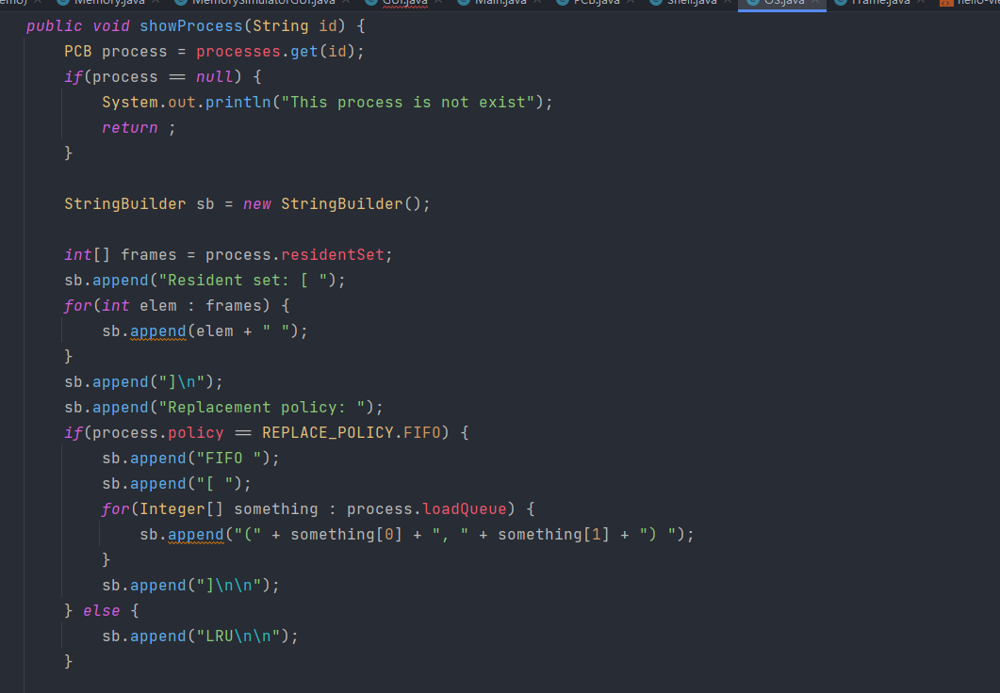 emo) Memory.java MemorySimulatorGUI.java GUI.java Main.java PCB.java Shell.java OS.java Frame.java hello-vie
public void showProcess(String id) {
PCB process = processes.get(id);
if(process == null) {
System.out.println("This process is not exist");
return ;
}
StringBuilder sb = new StringBuilder();
int[] frames = process.residentSet;
sb.append("Resident set: [ ");
for(int elem : frames) {
sb.append(elem + " ");
}
sb.append("]\n");
sb.append("Replacement policy: ");
if(process.policy == REPLACE_POLICY.FIFO) {
sb.append("FIFO ");
sb.append("[ ");
for(Integer[] something : process.loadQueue) {
sb.append("(" + something[0] + ", " + something[1] + ") ");
}
sb.append("]\n\n");
} else {
sb.append("LRU\n\n");
}